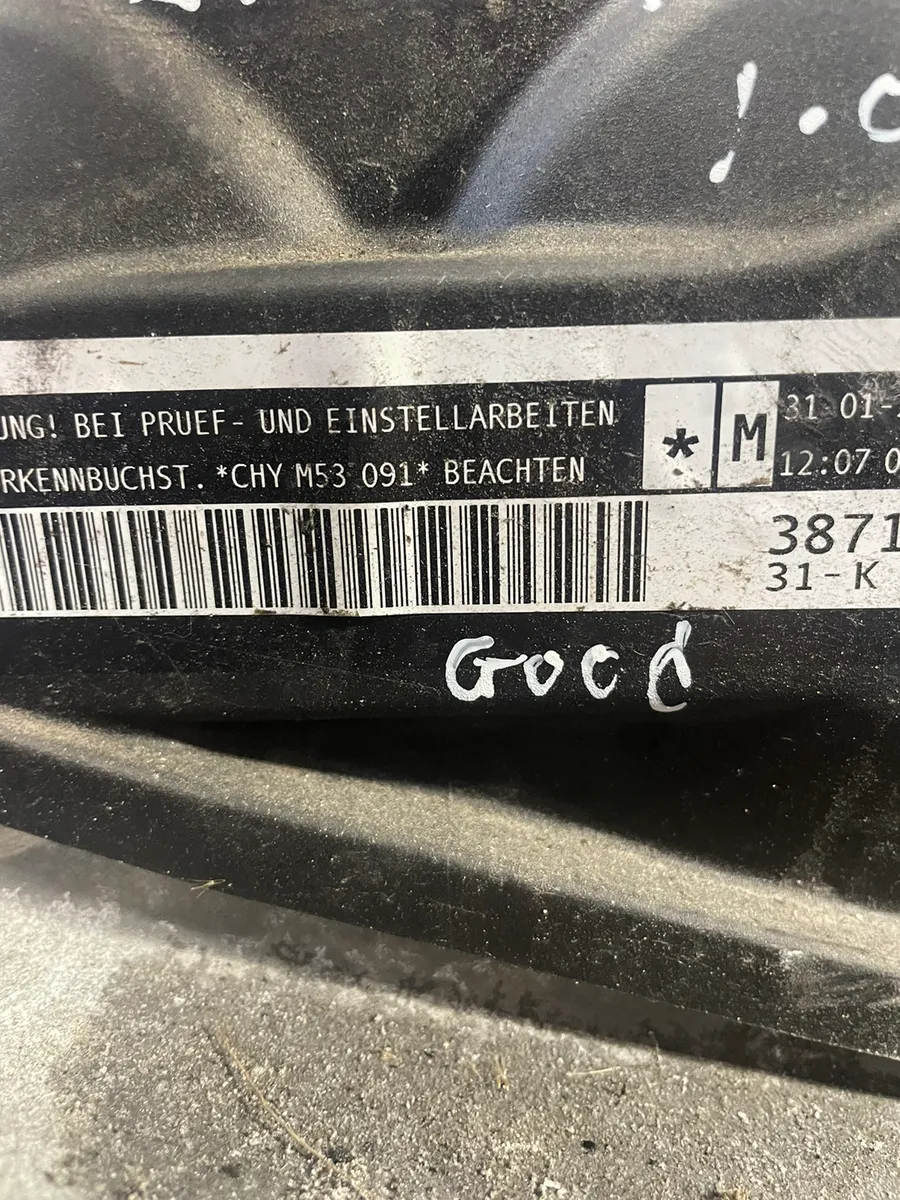 !.0
UNG! BEI PRUEF- UND EINSTELLARBEITEN
RKENNBUCHST. *CHY M53 091* BEACHTEN
* M
31 01-
12:07 0
3871
31-K
Good